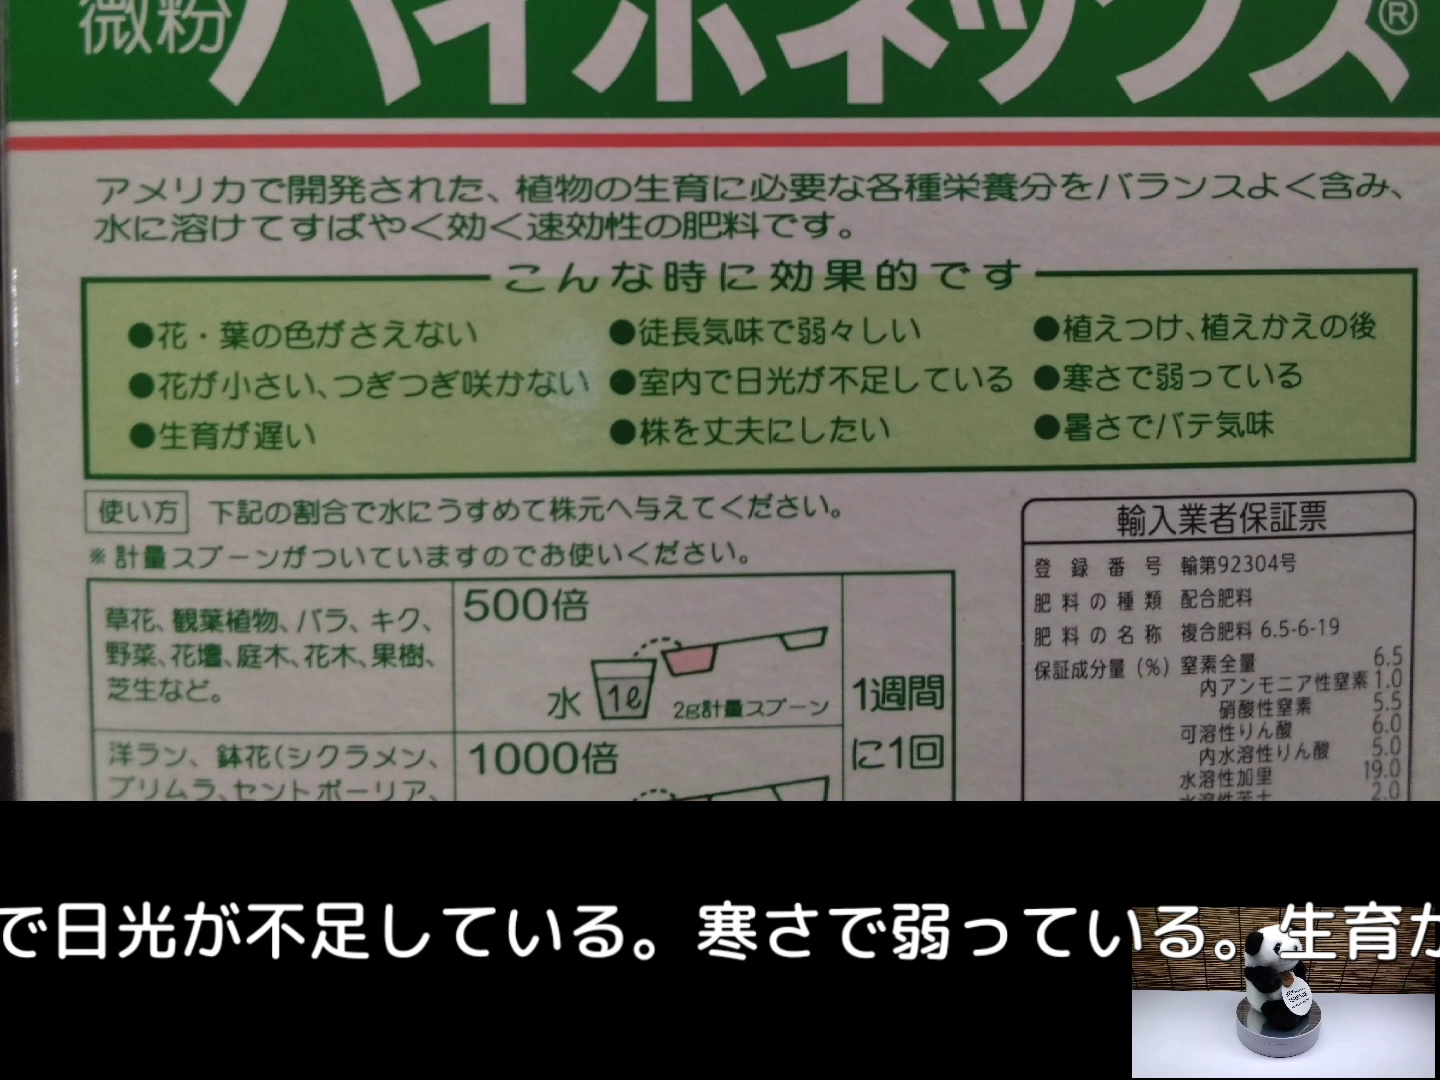 微粉ハイポネックス®
アメリカで開発された、植物の生育に必要な各種栄養分をバランスよく含み、
水に溶けてすばやく効く速効性の肥料です。
こんな時に効果的です
●花・葉の色がさえない
●花が小さい、つぎつぎ咲かない
●生育が遅い
●徒長気味で弱々しい
●室内で日光が不足している
●株を丈夫にしたい
●植えつけ、植えかえの後
●寒さで弱っている
●暑さでバテ気味
使い方 下記の割合で水にうすめて株元へ与えてください。
※計量スプーンがついていますのでお使いください。
草花、観葉植物、バラ、キク、
野菜、花壇、庭木、花木、果樹、
芝生など。
500倍
水 1ℓ 2g計量スプーン
洋ラン、鉢花(シクラメン、
プリムラ、セントポーリア、
1000倍
1週間
に1回
輸入業者保証票
登録番号 輸第92304号
肥料の種類 配合肥料
肥料の名称 複合肥料 6.5-6-19
保証成分量(%) 窒素全量 6.5
内アンモニア性窒素 1.0
硝酸性窒素 5.5
可溶性りん酸 6.0
内水溶性りん酸 5.0
水溶性加里 19.0
水溶性苦土 2.0
で日光が不足している。寒さで弱っている。生育が